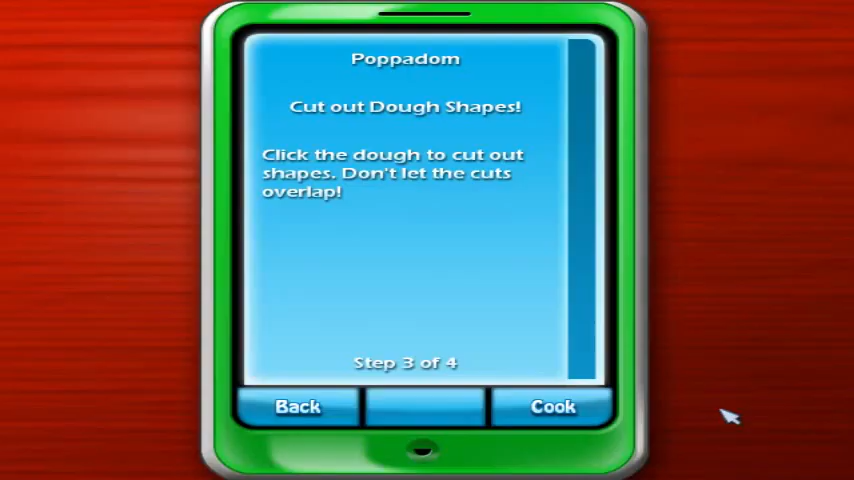 Poppadom
Cut out Dough Shapes!
Click the dough to cut out
shapes. Don't let the cuts
overlap!
Step 3 of 4
Back
Cook